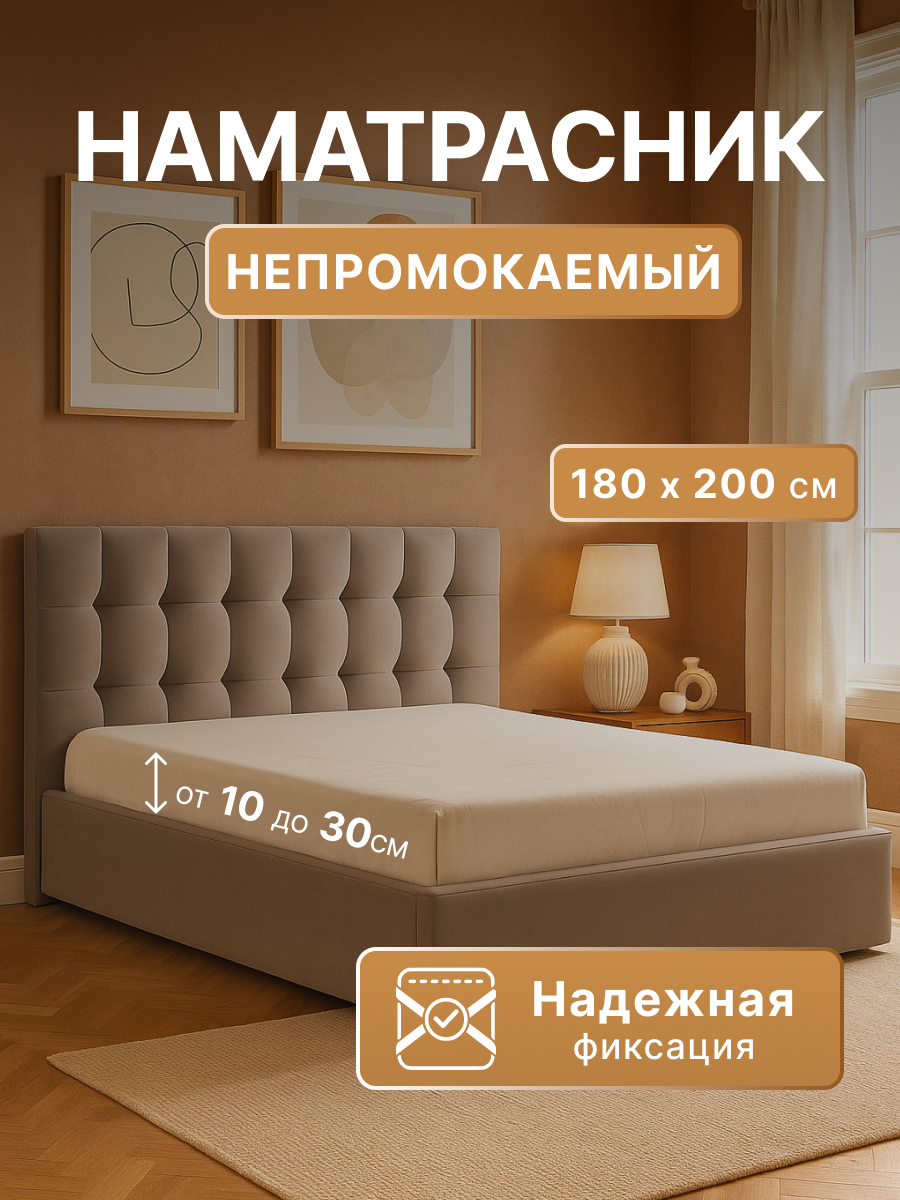 НАМАТРАСНИК
НЕПРОМОКАЕМЫЙ
180 x 200 см
от 10 до 30см
Надежная
фиксация